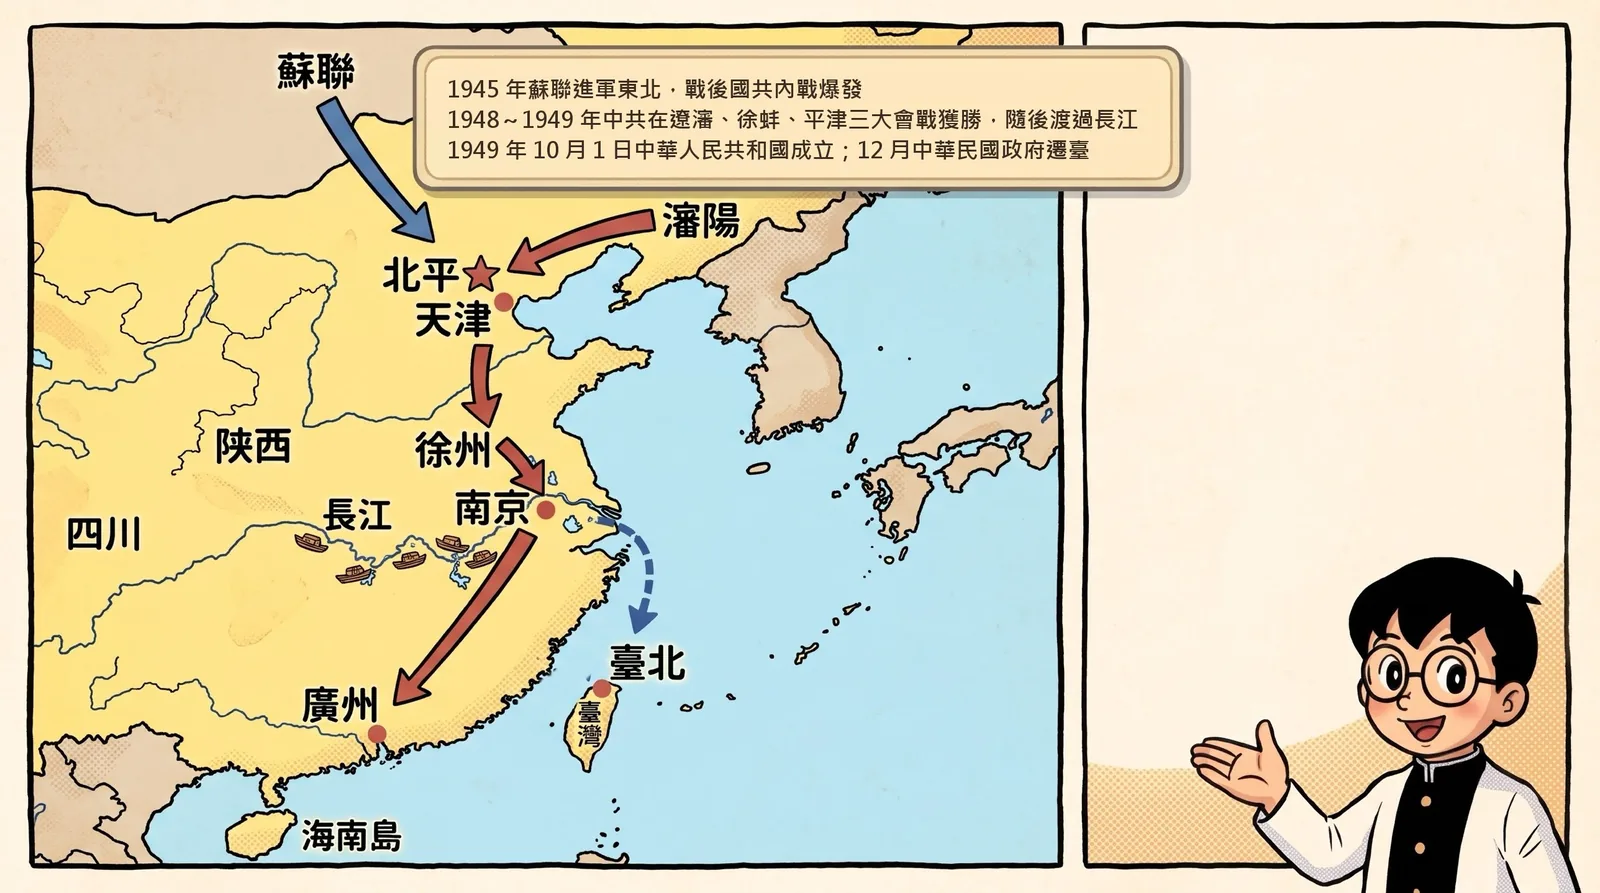 蘇聯
1945 年蘇聯進軍東北，戰後國共內戰爆發
1948～1949 年中共在遼瀋、徐蚌、平津三大會戰獲勝，隨後渡過長江
1949 年 10 月 1 日中華人民共和國成立；12 月中華民國政府遷臺
瀋陽
北平
天津
陝西
徐州
長江
南京
四川
臺北
廣州
臺灣
海南島